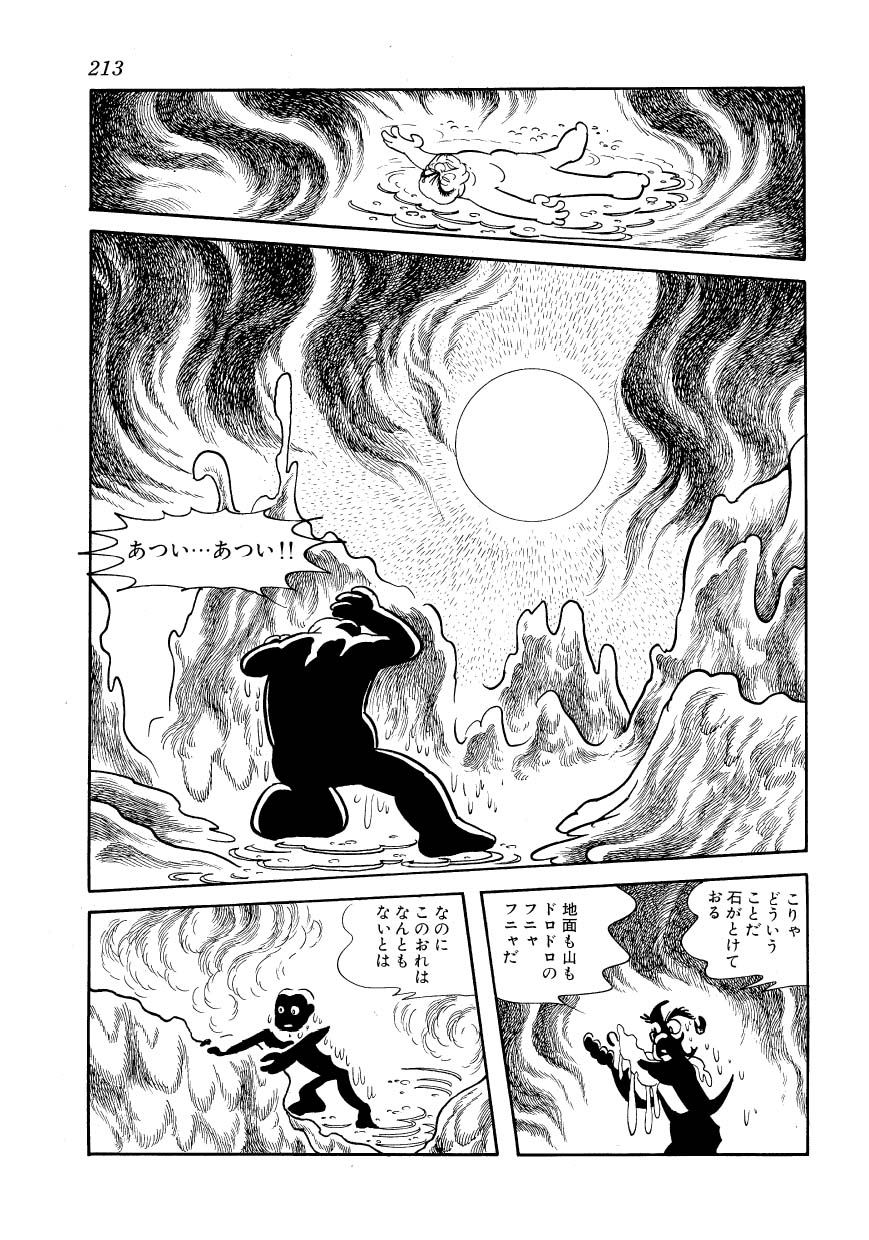 213
あつい…あつい!!
こりゃ
どういう
ことだ
石がとけて
おる
地面も山も
ドロドロの
フニャ
フニャだ
なのに
このおれは
なんとも
ないとは